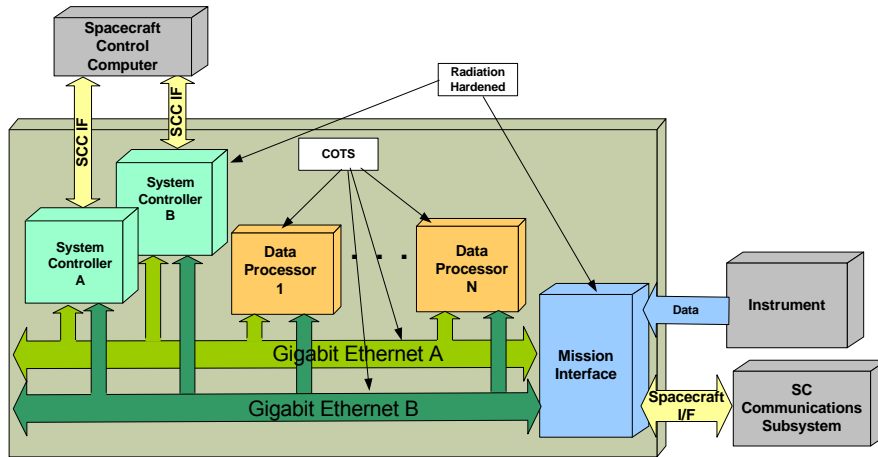 Spacecraft
Control
Computer
Radiation
Hardened
SCC IF
SCC IF
COTS
System
Controller
B
System
Controller
A
Data
Processor
1
. . .
Data
Processor
N
Data
Instrument
Mission
Interface
Gigabit Ethernet A
Gigabit Ethernet B
Spacecraft
I/F
SC
Communications
Subsystem